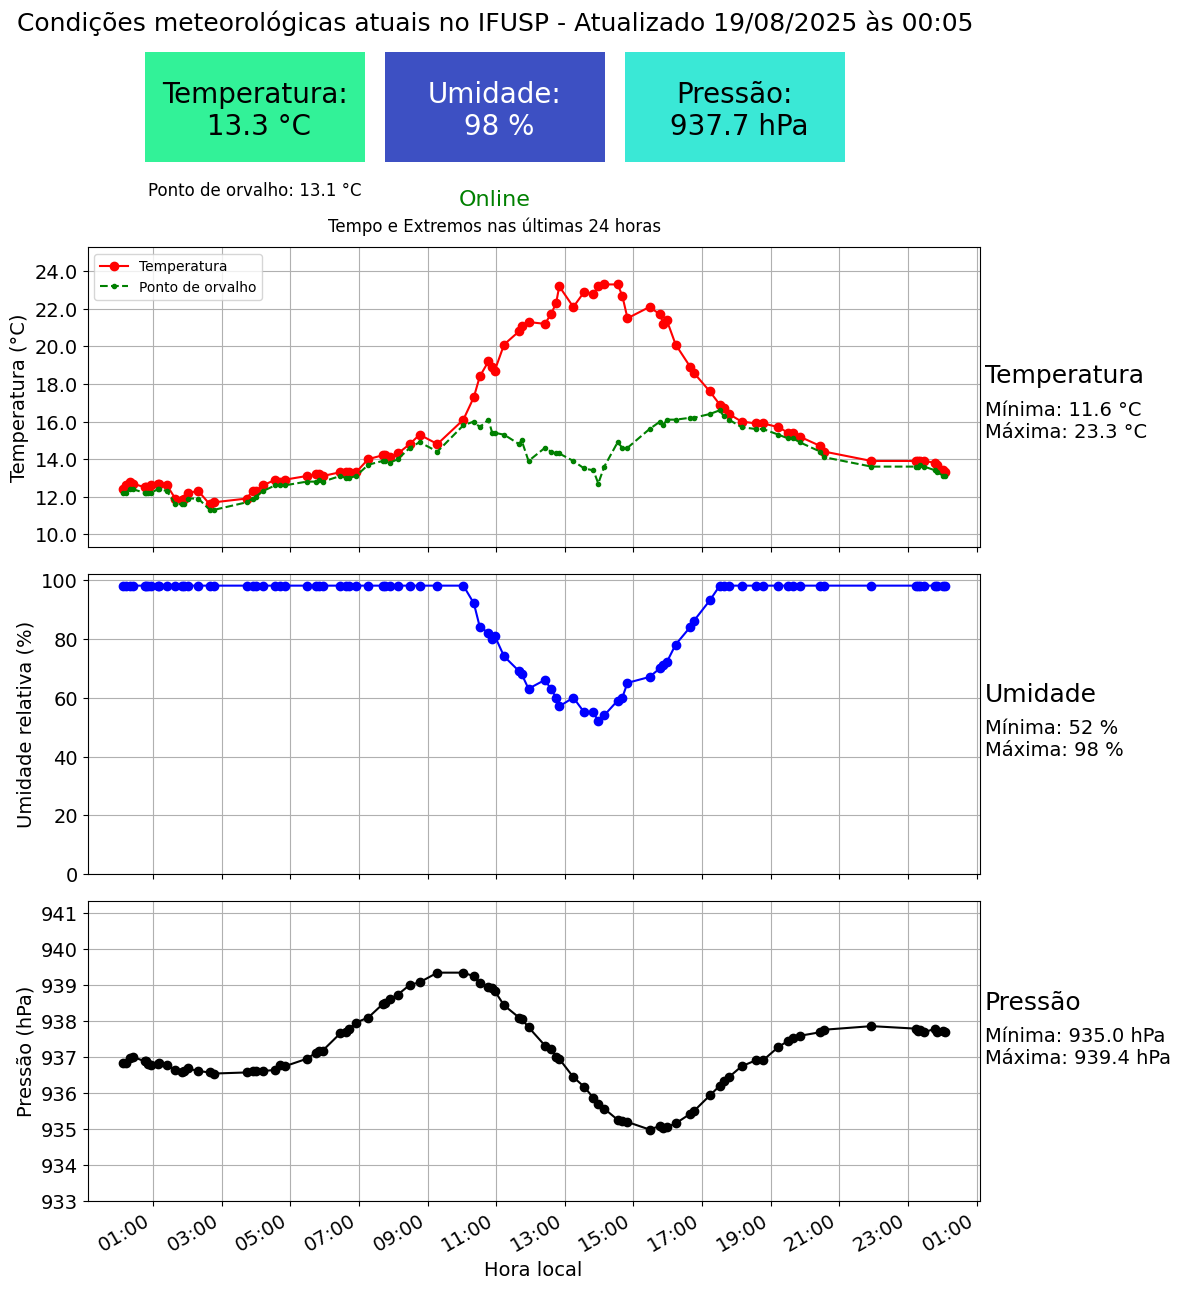 Condições meteorológicas atuais no IFUSP - Atualizado 19/08/2025 às 00:05
Temperatura:
13.3 °C
Umidade:
98 %
Pressão:
937.7 hPa
Ponto de orvalho: 13.1 °C
Online
Tempo e Extremos nas últimas 24 horas
Temperatura
Ponto de orvalho
Temperatura (°C)
24.0
22.0
20.0
18.0
16.0
14.0
12.0
10.0
Temperatura
Mínima: 11.6 °C
Máxima: 23.3 °C
Umidade relativa (%)
100
80
60
40
20
0
Umidade
Mínima: 52 %
Máxima: 98 %
Pressão (hPa)
941
940
939
938
937
936
935
934
933
Pressão
Mínima: 935.0 hPa
Máxima: 939.4 hPa
01:00 03:00 05:00 07:00 09:00 11:00 13:00 15:00 17:00 19:00 21:00 23:00 01:00
Hora local